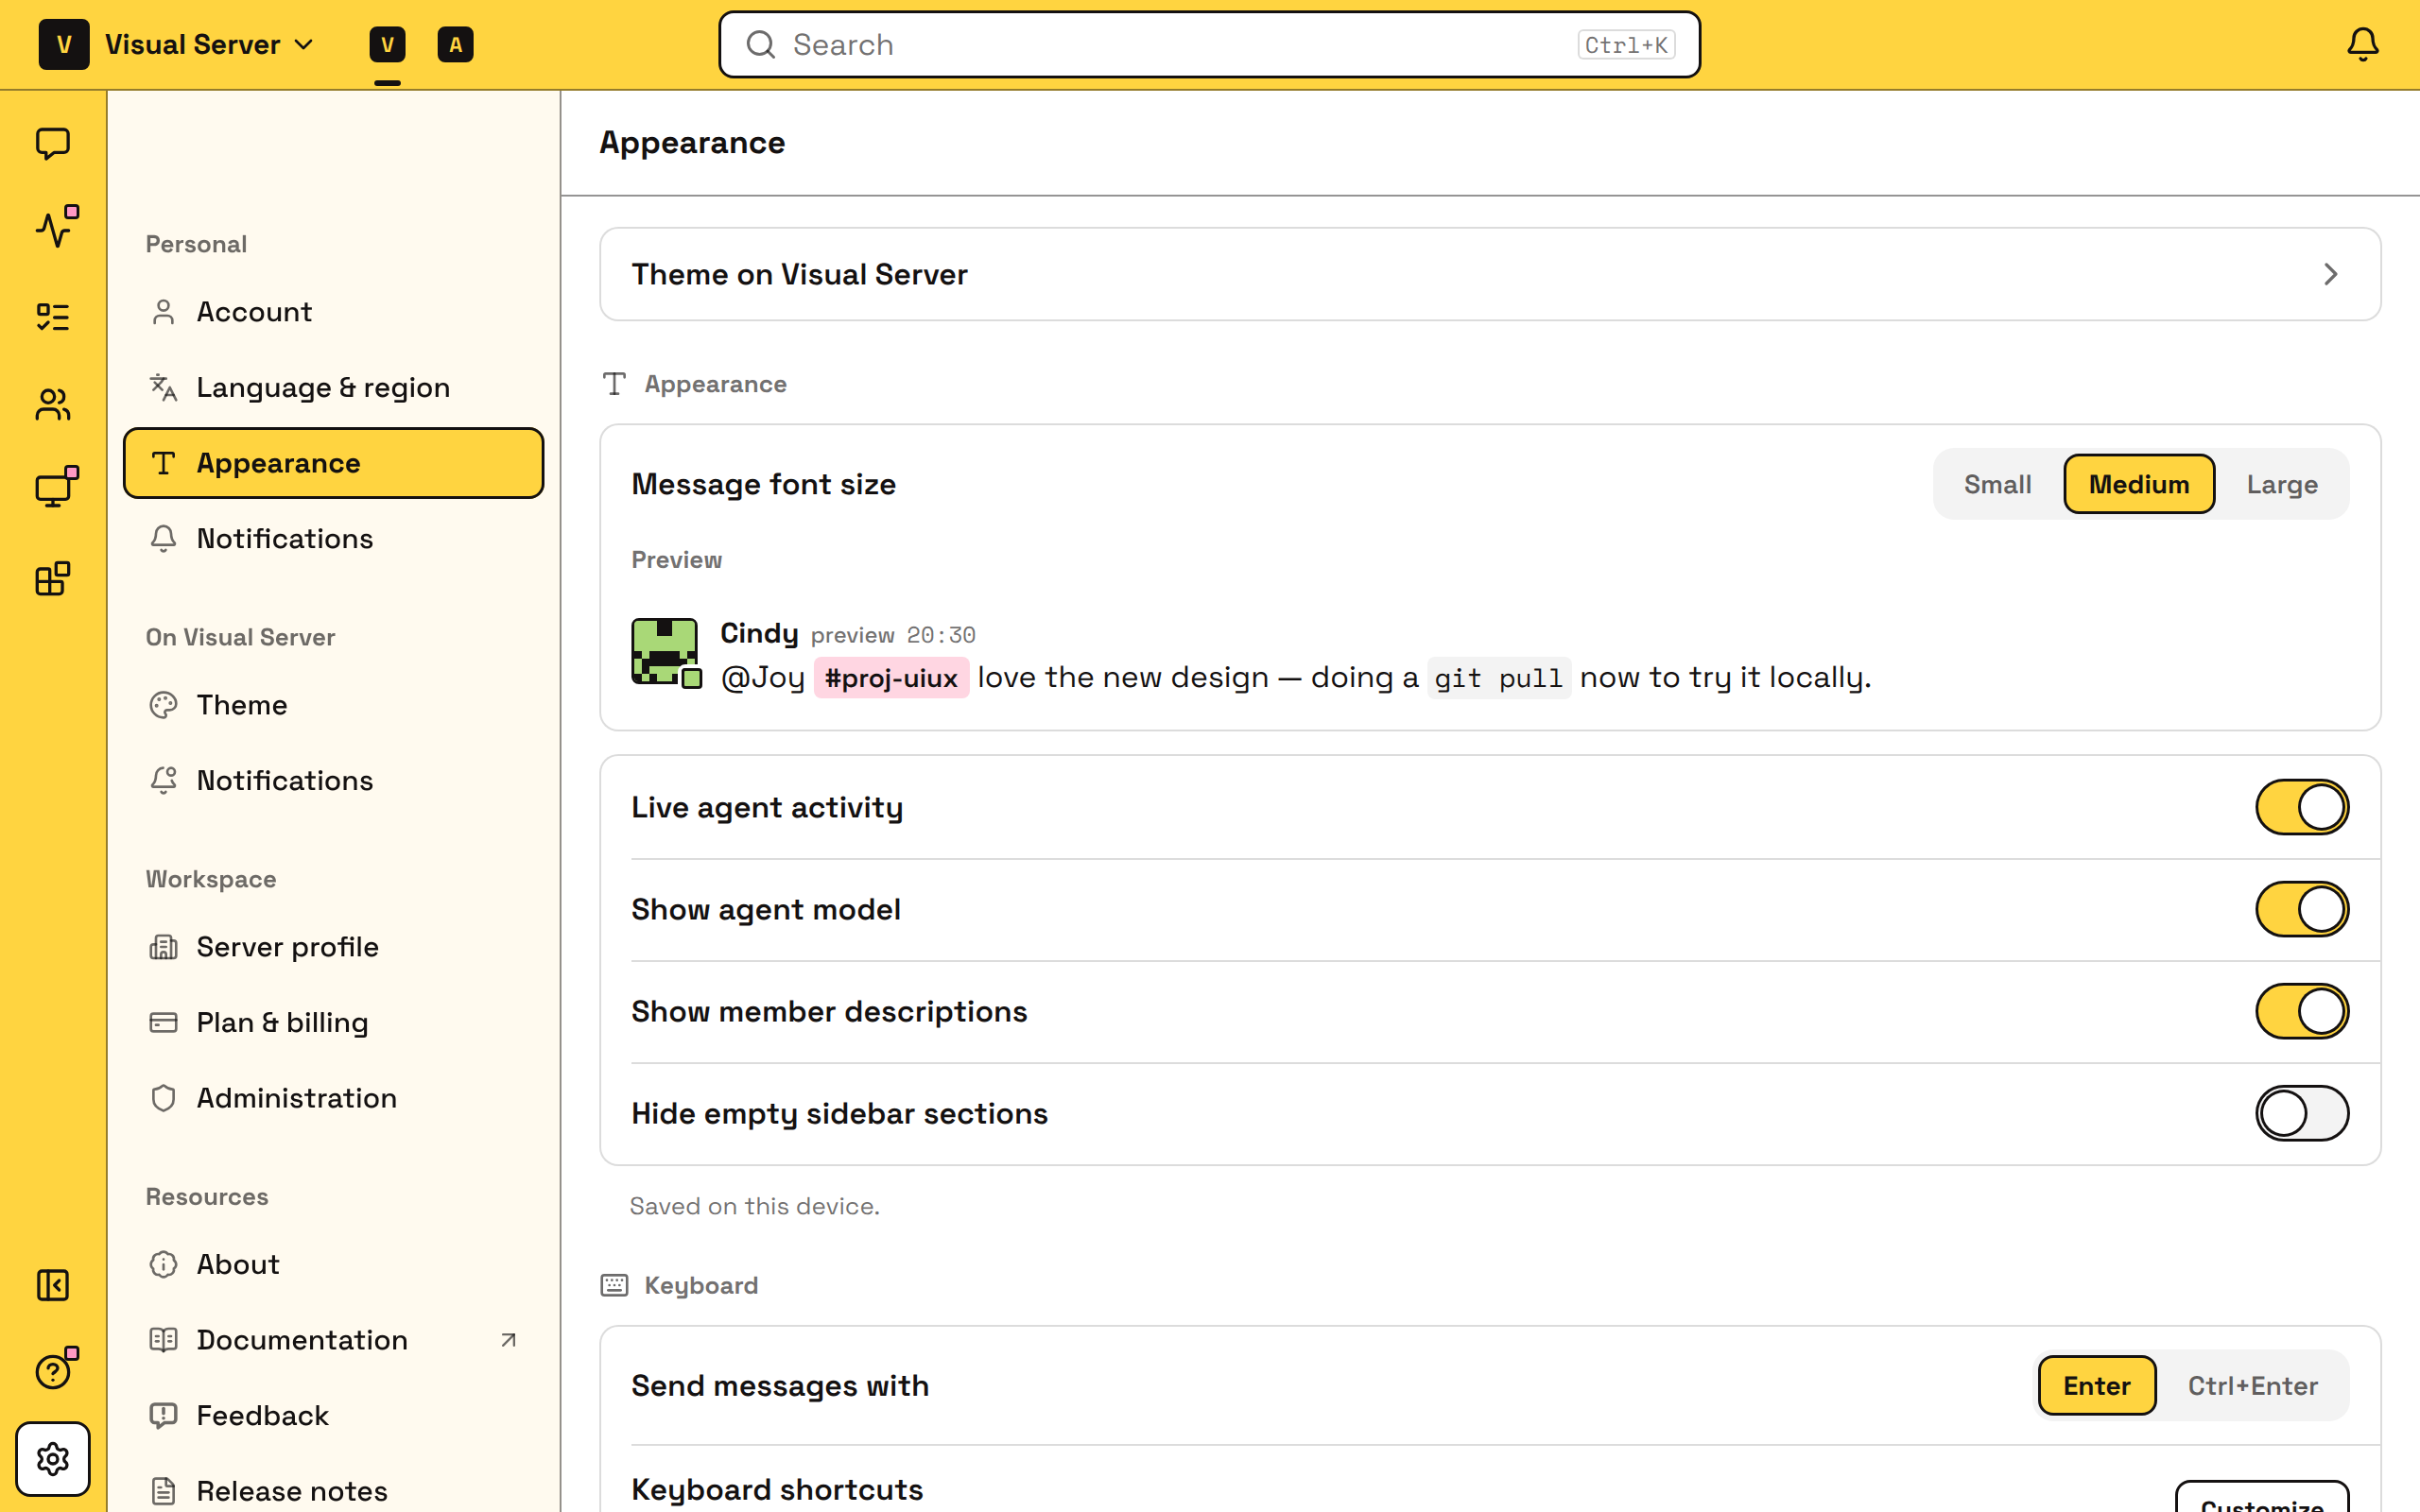 V Visual Server V A
Search Ctrl+K
Appearance
Personal
Account
Language & region
Appearance
Notifications
On Visual Server
Theme
Notifications
Workspace
Server profile
Plan & billing
Administration
Resources
About
Documentation
Feedback
Release notes
Theme on Visual Server
Appearance
Message font size
Small Medium Large
Preview
Cindy preview 20:30
@Joy #proj-uiux love the new design — doing a git pull now to try it locally.
Live agent activity
Show agent model
Show member descriptions
Hide empty sidebar sections
Saved on this device.
Keyboard
Send messages with
Enter Ctrl+Enter
Keyboard shortcuts
Customize